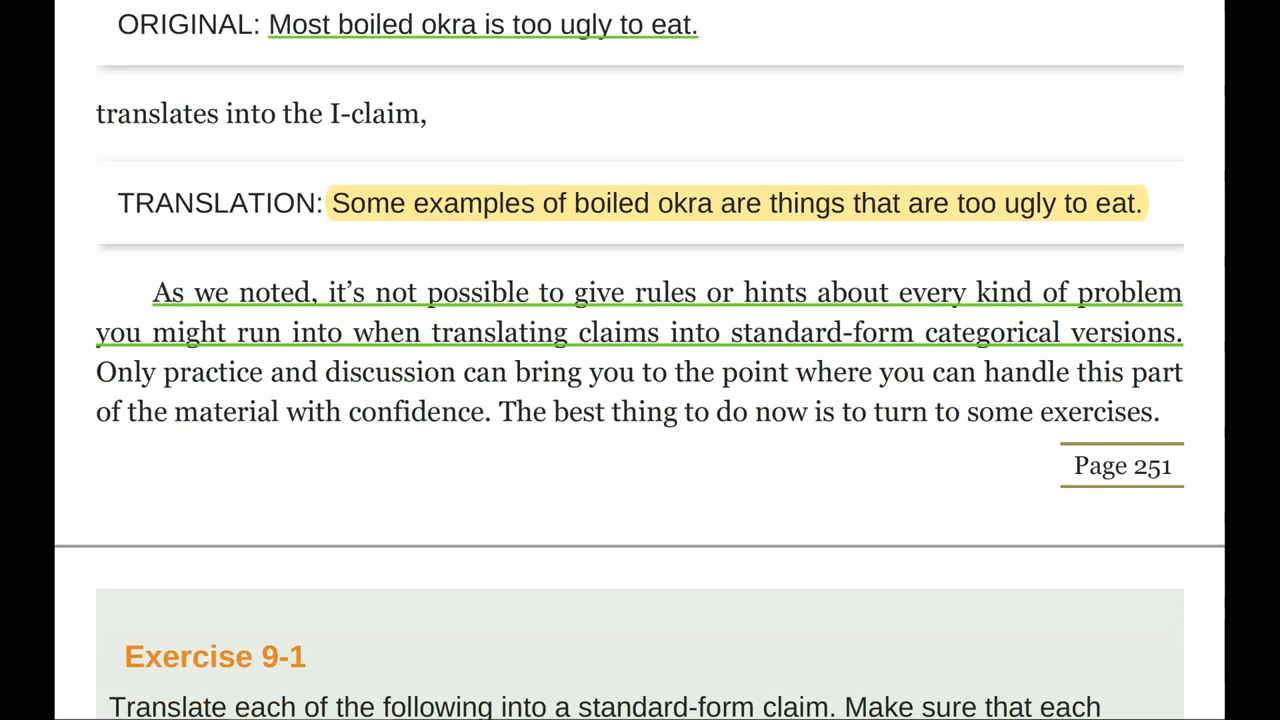 ORIGINAL: Most boiled okra is too ugly to eat.
translates into the I-claim,
TRANSLATION: Some examples of boiled okra are things that are too ugly to eat.
As we noted, it’s not possible to give rules or hints about every kind of problem
you might run into when translating claims into standard-form categorical versions.
Only practice and discussion can bring you to the point where you can handle this part
of the material with confidence. The best thing to do now is to turn to some exercises.
Page 251
Exercise 9-1
Translate each of the following into a standard-form claim. Make sure that each